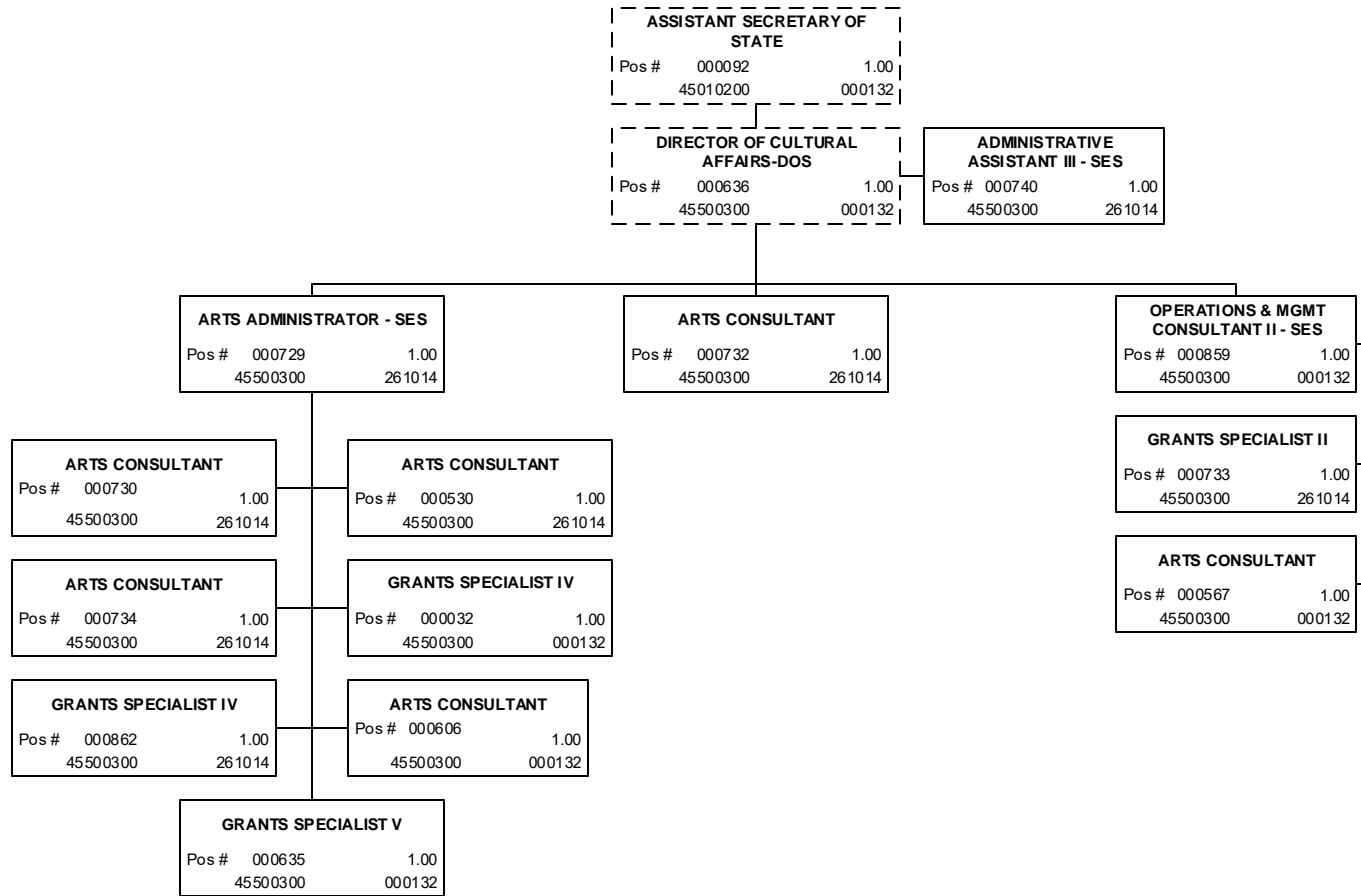 ASSISTANT SECRETARY OF
STATE
Pos # 000092 1.00
45010200 000132
DIRECTOR OF CULTURAL
AFFAIRS-DOS
Pos # 000636 1.00
45500300 000132
ADMINISTRATIVE
ASSISTANT III - SES
Pos # 000740 1.00
45500300 261014
ARTS ADMINISTRATOR - SES
Pos # 000729 1.00
45500300 261014
ARTS CONSULTANT
Pos # 000732 1.00
45500300 261014
OPERATIONS & MGMT
CONSULTANT II - SES
Pos # 000859 1.00
45500300 000132
ARTS CONSULTANT
Pos # 000730 1.00
45500300 261014
ARTS CONSULTANT
Pos # 000530 1.00
45500300 261014
GRANTS SPECIALIST II
Pos # 000733 1.00
45500300 261014
ARTS CONSULTANT
Pos # 000734 1.00
45500300 261014
GRANTS SPECIALIST IV
Pos # 000032 1.00
45500300 000132
ARTS CONSULTANT
Pos # 000567 1.00
45500300 000132
GRANTS SPECIALIST IV
Pos # 000862 1.00
45500300 261014
ARTS CONSULTANT
Pos # 000606 1.00
45500300 000132
GRANTS SPECIALIST V
Pos # 000635 1.00
45500300 000132